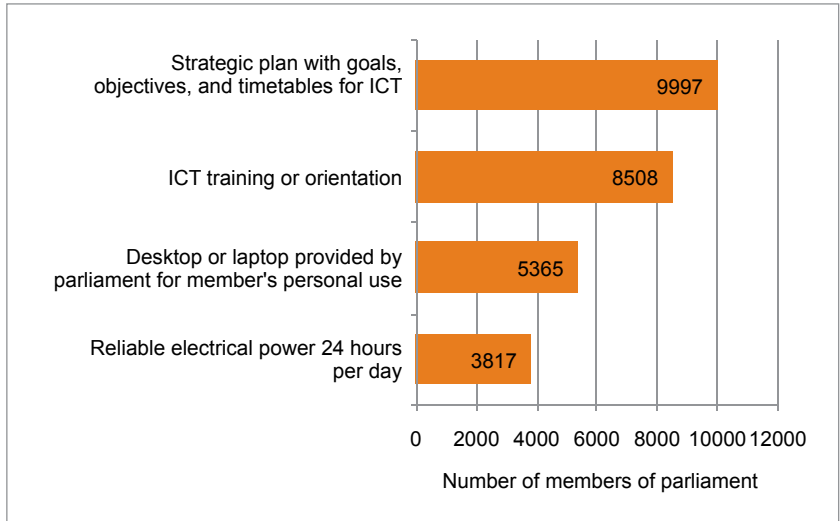 Strategic plan with goals,
objectives, and timetables for ICT
9997
ICT training or orientation
8508
Desktop or laptop provided by
parliament for member's personal use
5365
Reliable electrical power 24 hours
per day
3817
0 2000 4000 6000 8000 10000 12000
Number of members of parliament